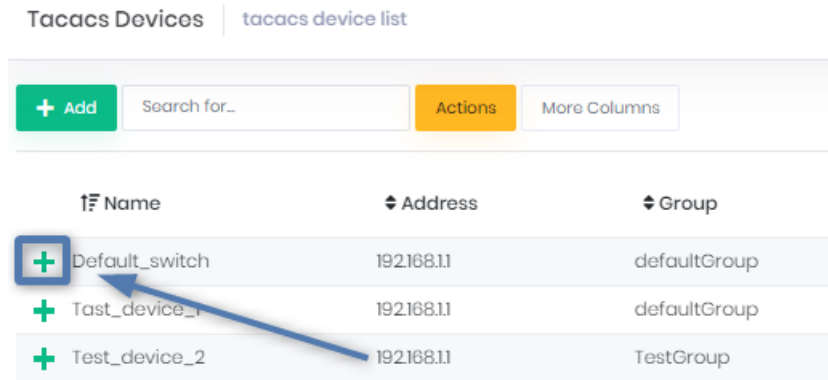 Tacacs Devices tacacs device list
Add Search for... Actions More Columns
Name Address Group
Default_switch 192.168.1.1 defaultGroup
Tast_device_1 192.168.1.1 defaultGroup
Test_device_2 192.168.1.1 TestGroup